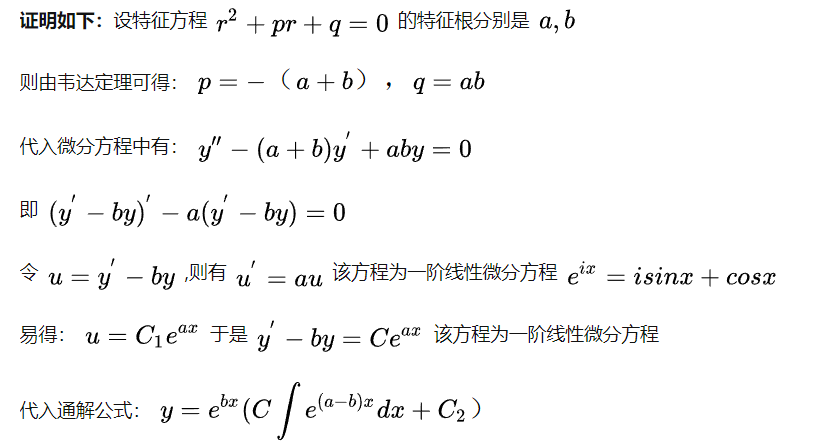 证明如下：设特征方程 r² + pr + q = 0 的特征根分别是 a, b
则由韦达定理可得： p = −（a + b）， q = ab
代入微分方程中有： y″ − (a + b)y′ + aby = 0
即 (y′ − by)′ − a(y′ − by) = 0
令 u = y′ − by ,则有 u′ = au 该方程为一阶线性微分方程 e^{ix} = isinx + cosx
易得： u = C₁e^{ax} 于是 y′ − by = Ce^{ax} 该方程为一阶线性微分方程
代入通解公式： y = e^{bx}(C ∫ e^{(a−b)x}dx + C₂）